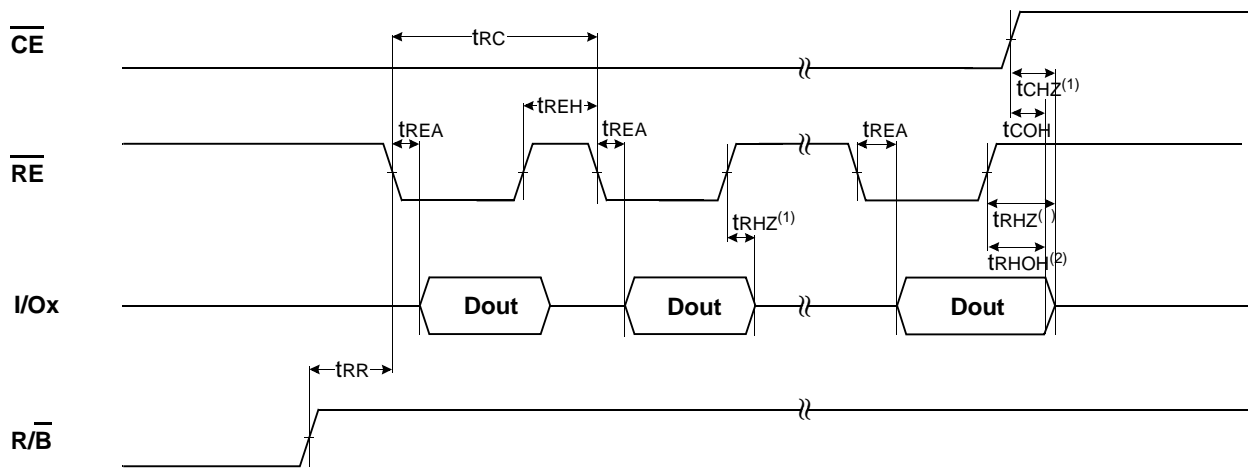 CE
tRC
tCHZ(1)
tREH
tREA
tREA
tREA
tCOH
RE
tRHZ(1)
tRHZ( )
tRHOH(2)
I/Ox
Dout
Dout
Dout
tRR
R/B